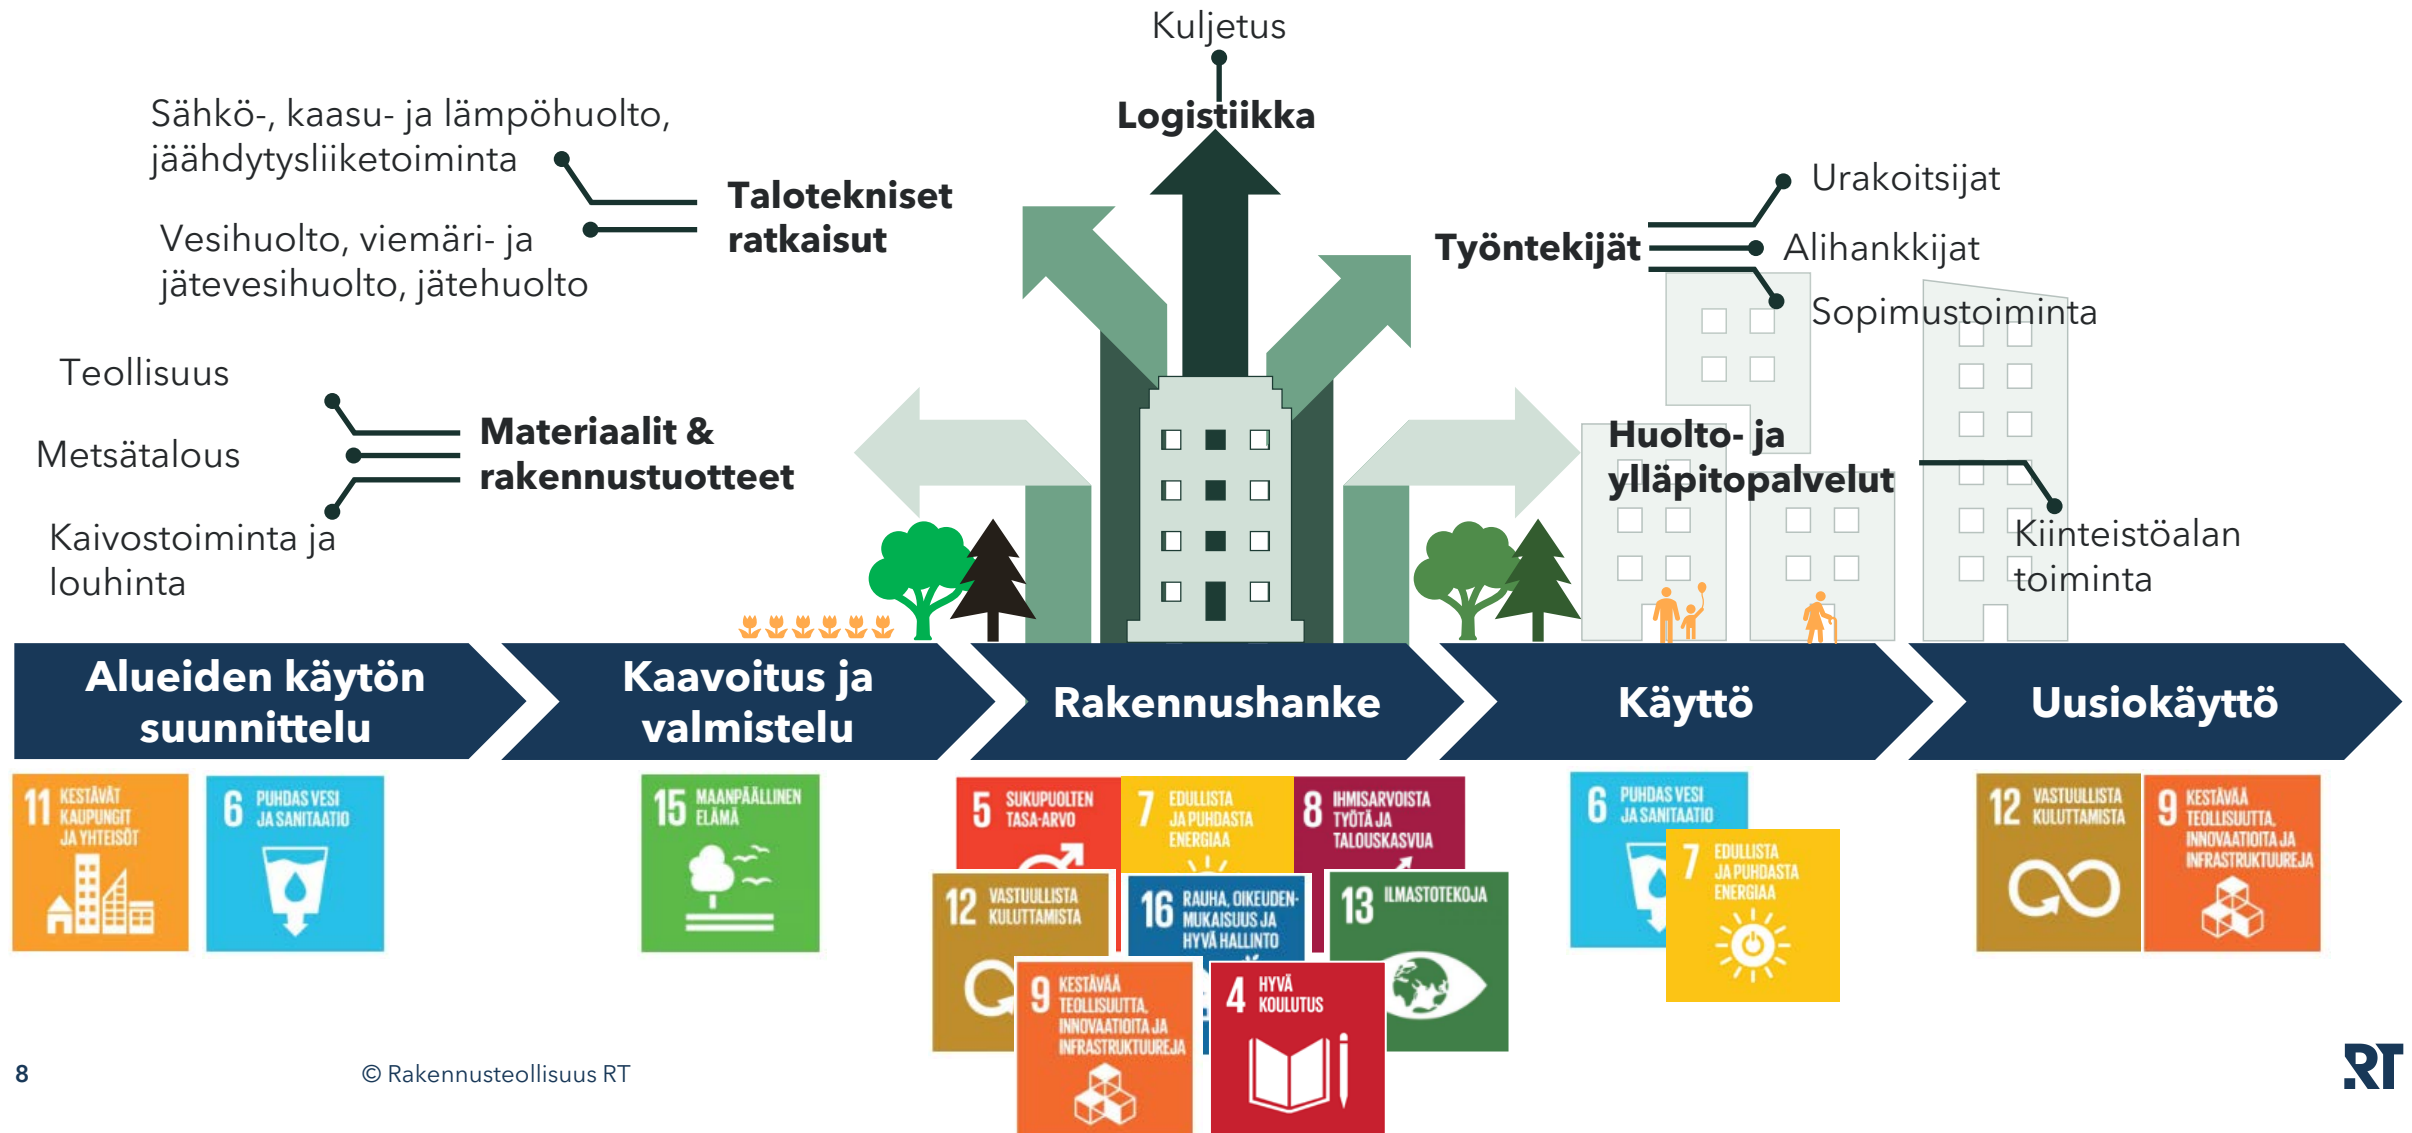 Kuljetus
Logistiikka
Sähkö-, kaasu- ja lämpöhuolto,
jäähdytysliiketoiminta
Vesihuolto, viemäri- ja
jätevesihuolto, jätehuolto
Talotekniset
ratkaisut
Työntekijät
Urakoitsijat
Alihankkijat
Sopimustoiminta
Teollisuus
Metsätalous
Kaivostoiminta ja
louhinta
Materiaalit &
rakennustuotteet
Huolto- ja
ylläpitopalvelut
Kiinteistöalan
toiminta
Alueiden käytön
suunnittelu
Kaavoitus ja
valmistelu
Rakennushanke
Käyttö
Uusiokäyttö
11 KESTÄVÄT
KAUPUNGIT
JA YHTEISÖT
6 PUHDAS VESI
JA SANITAATIO
15 MAANPÄÄLLINEN
ELÄMÄ
5 SUKUPUOLTEN
TASA-ARVO
7 EDULLISTA
JA PUHDASTA
ENERGIAA
8 IHMISARVOISTA
TYÖTÄ JA
TALOUSKASVUA
12 VASTUULLISTA
KULUTTAMISTA
16 RAUHA, OIKEUDEN-
MUKAISUUS JA
HYVÄ HALLINTO
13 ILMASTOTEKOJA
9 KESTÄVÄÄ
TEOLLISUUTTA,
INNOVAATIOITA JA
INFRASTRUKTUUREJA
4 HYVÄ
KOULUTUS
6 PUHDAS VESI
JA SANITAATIO
7 EDULLISTA
JA PUHDASTA
ENERGIAA
12 VASTUULLISTA
KULUTTAMISTA
9 KESTÄVÄÄ
TEOLLISUUTTA,
INNOVAATIOITA JA
INFRASTRUKTUUREJA
8
© Rakennusteollisuus RT
RT